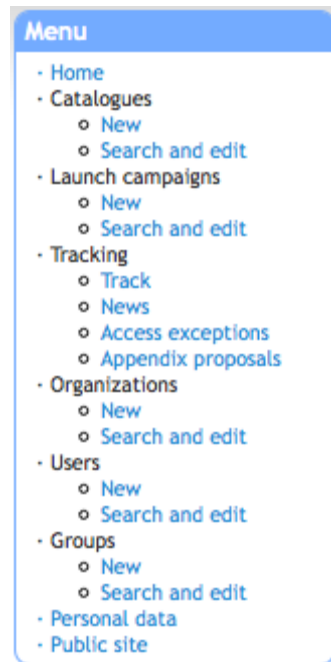 Menu
· Home
· Catalogues
o New
o Search and edit
· Launch campaigns
o New
o Search and edit
· Tracking
o Track
o News
o Access exceptions
o Appendix proposals
· Organizations
o New
o Search and edit
· Users
o New
o Search and edit
· Groups
o New
o Search and edit
· Personal data
· Public site